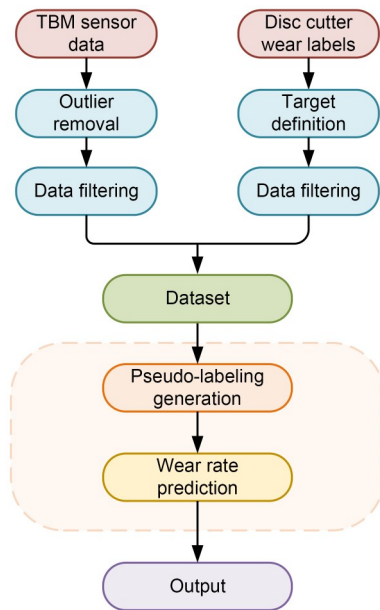 TBM sensor
data
Disc cutter
wear labels
Outlier
removal
Target
definition
Data filtering
Data filtering
Dataset
Pseudo-labeling
generation
Wear rate
prediction
Output